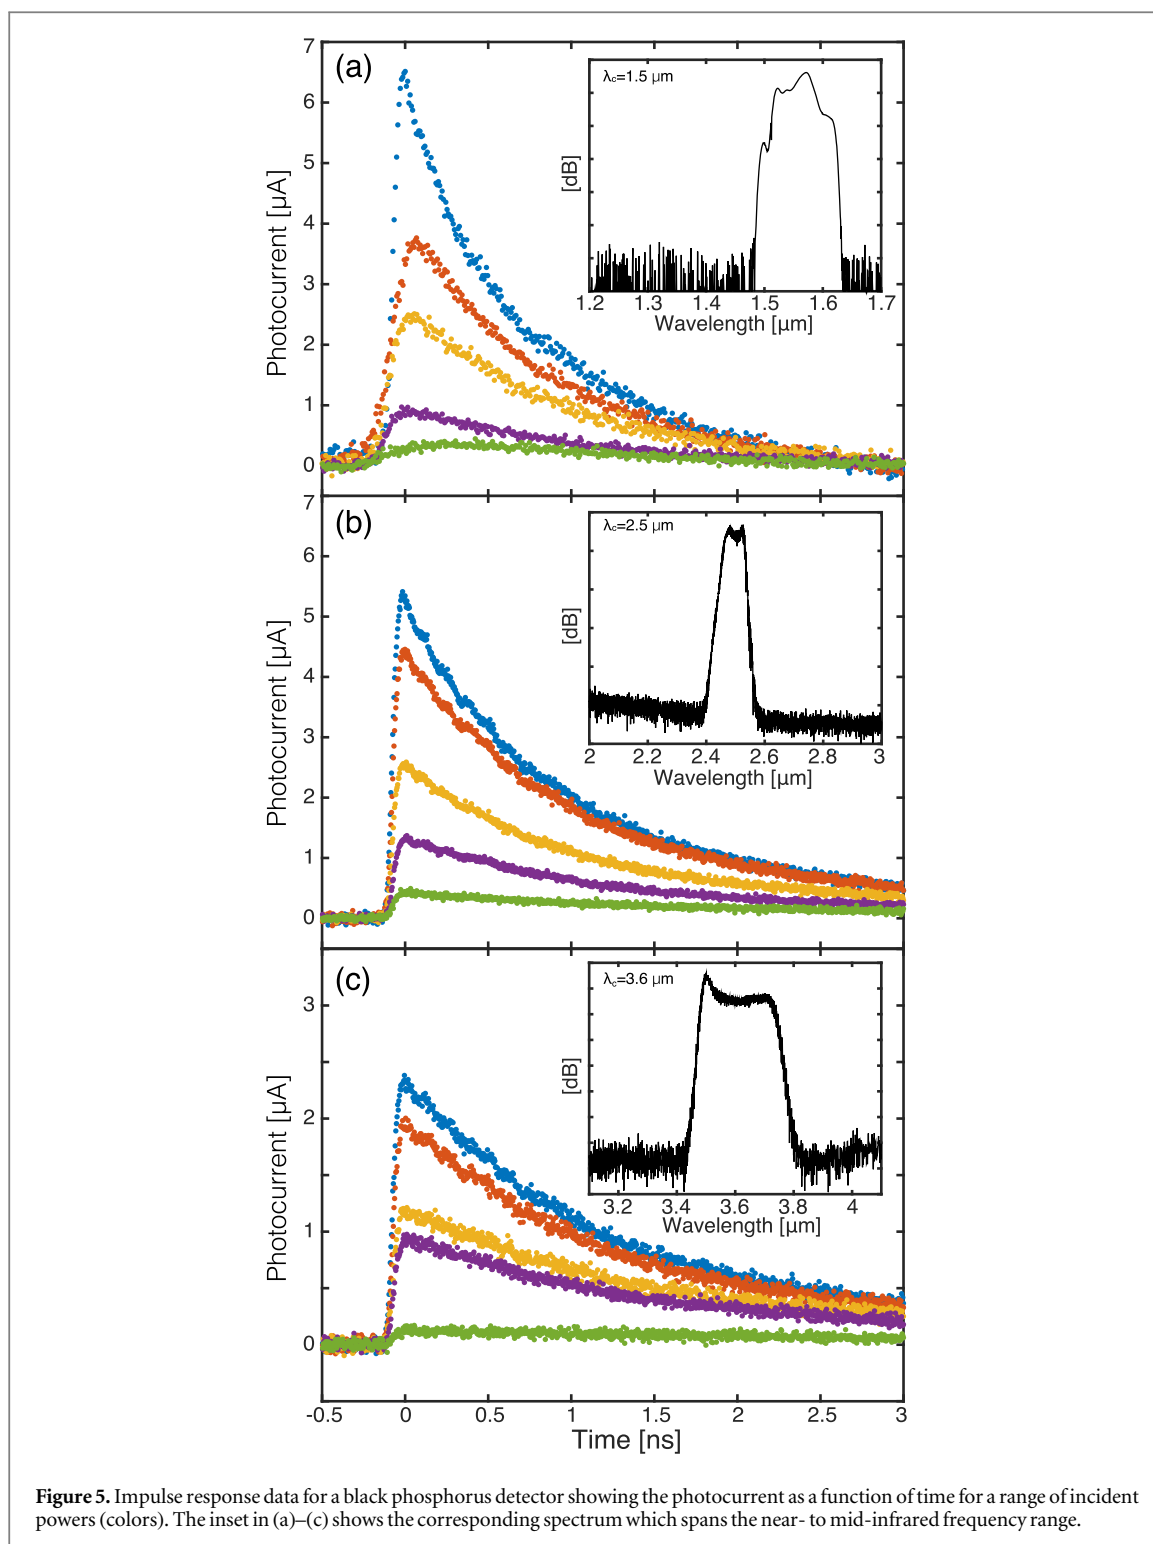 (a)
7
6
5
4
3
2
1
0
Photocurrent [µA]
λc=1.5 µm
[dB]
1.2 1.3 1.4 1.5 1.6 1.7
Wavelength [µm]
(b)
7
6
5
4
3
2
1
0
Photocurrent [µA]
λc=2.5 µm
[dB]
2 2.2 2.4 2.6 2.8 3
Wavelength [µm]
(c)
3
2
1
0
Photocurrent [µA]
λc=3.6 µm
[dB]
3.2 3.4 3.6 3.8 4
Wavelength [µm]
-0.5 0 0.5 1 1.5 2 2.5 3
Time [ns]
Figure 5. Impulse response data for a black phosphorus detector showing the photocurrent as a function of time for a range of incident
powers (colors). The inset in (a)–(c) shows the corresponding spectrum which spans the near- to mid-infrared frequency range.